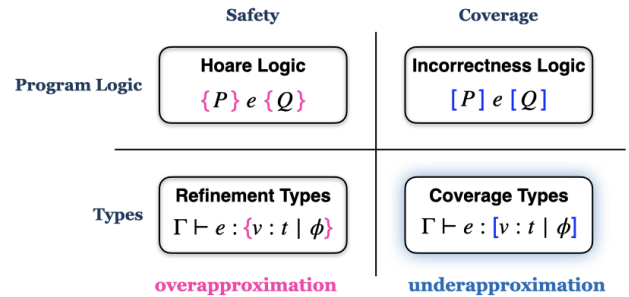 Safety Coverage
Program Logic
Hoare Logic
{P} e {Q}
Incorrectness Logic
[P] e [Q]
Types
Refinement Types
Γ ⊢ e : {ν : t | ϕ}
Coverage Types
Γ ⊢ e : [ν : t | ϕ]
overapproximation underapproximation